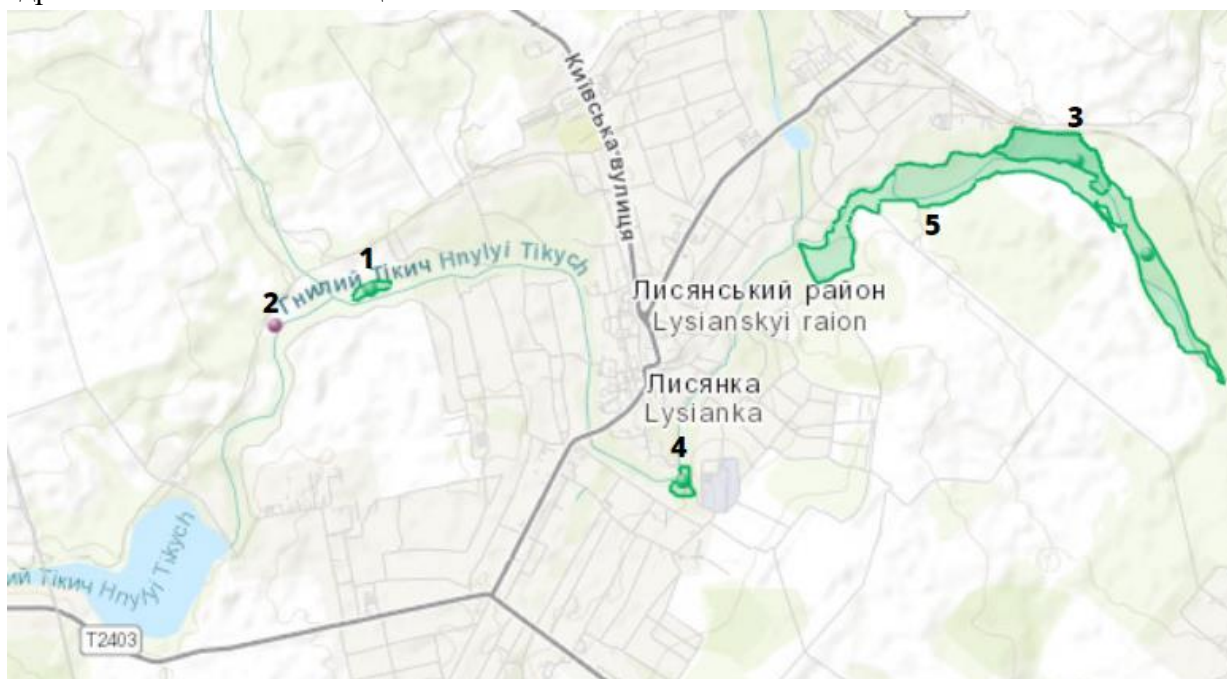 Київська вулиця
3
5
1
Гнилий Тікич Hnylyi Tikych
2
Лисянський район
Lysianskyi raion
Лисянка
Lysianka
4
ий Тікич Hnylyi Tikych
T2403